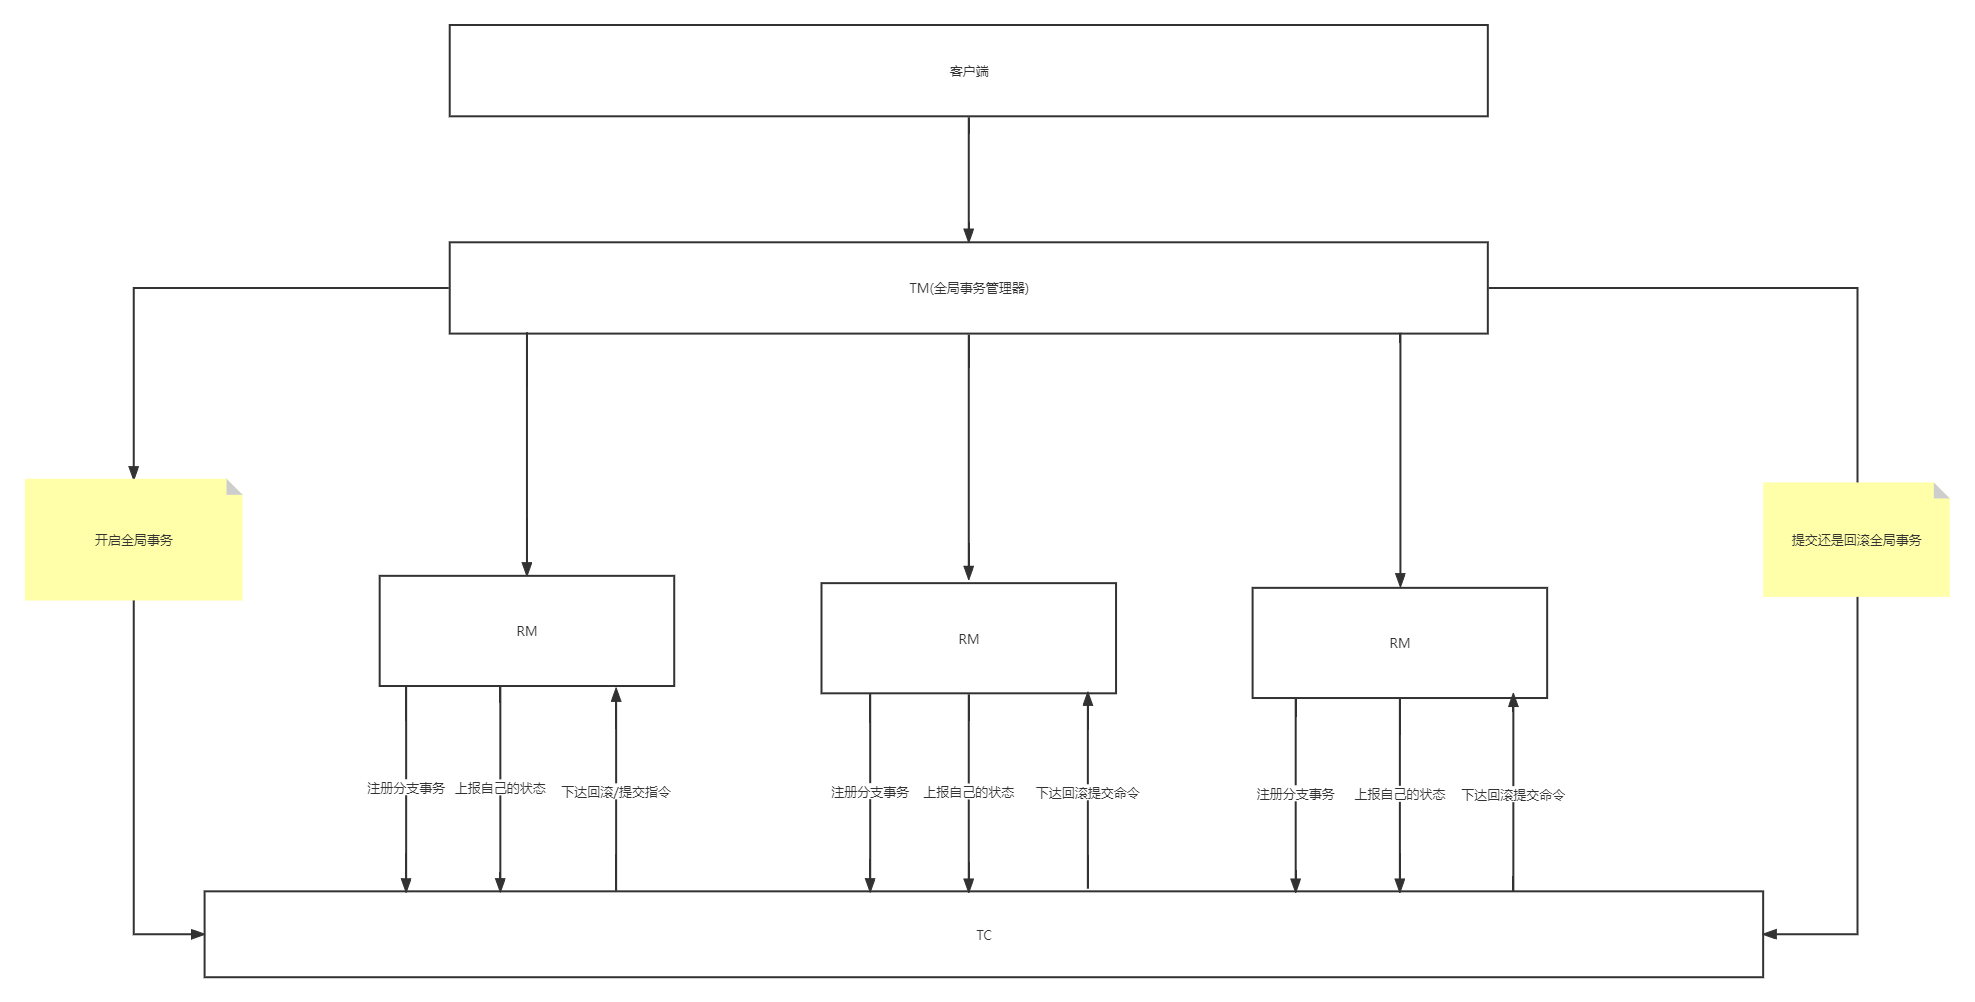 客户端
TM(全局事务管理器)
开启全局事务
提交还是回滚全局事务
RM
RM
RM
注册分支事务
上报自己的状态
下达回滚/提交指令
注册分支事务
上报自己的状态
下达回滚提交命令
注册分支事务
上报自己的状态
下达回滚提交命令
TC